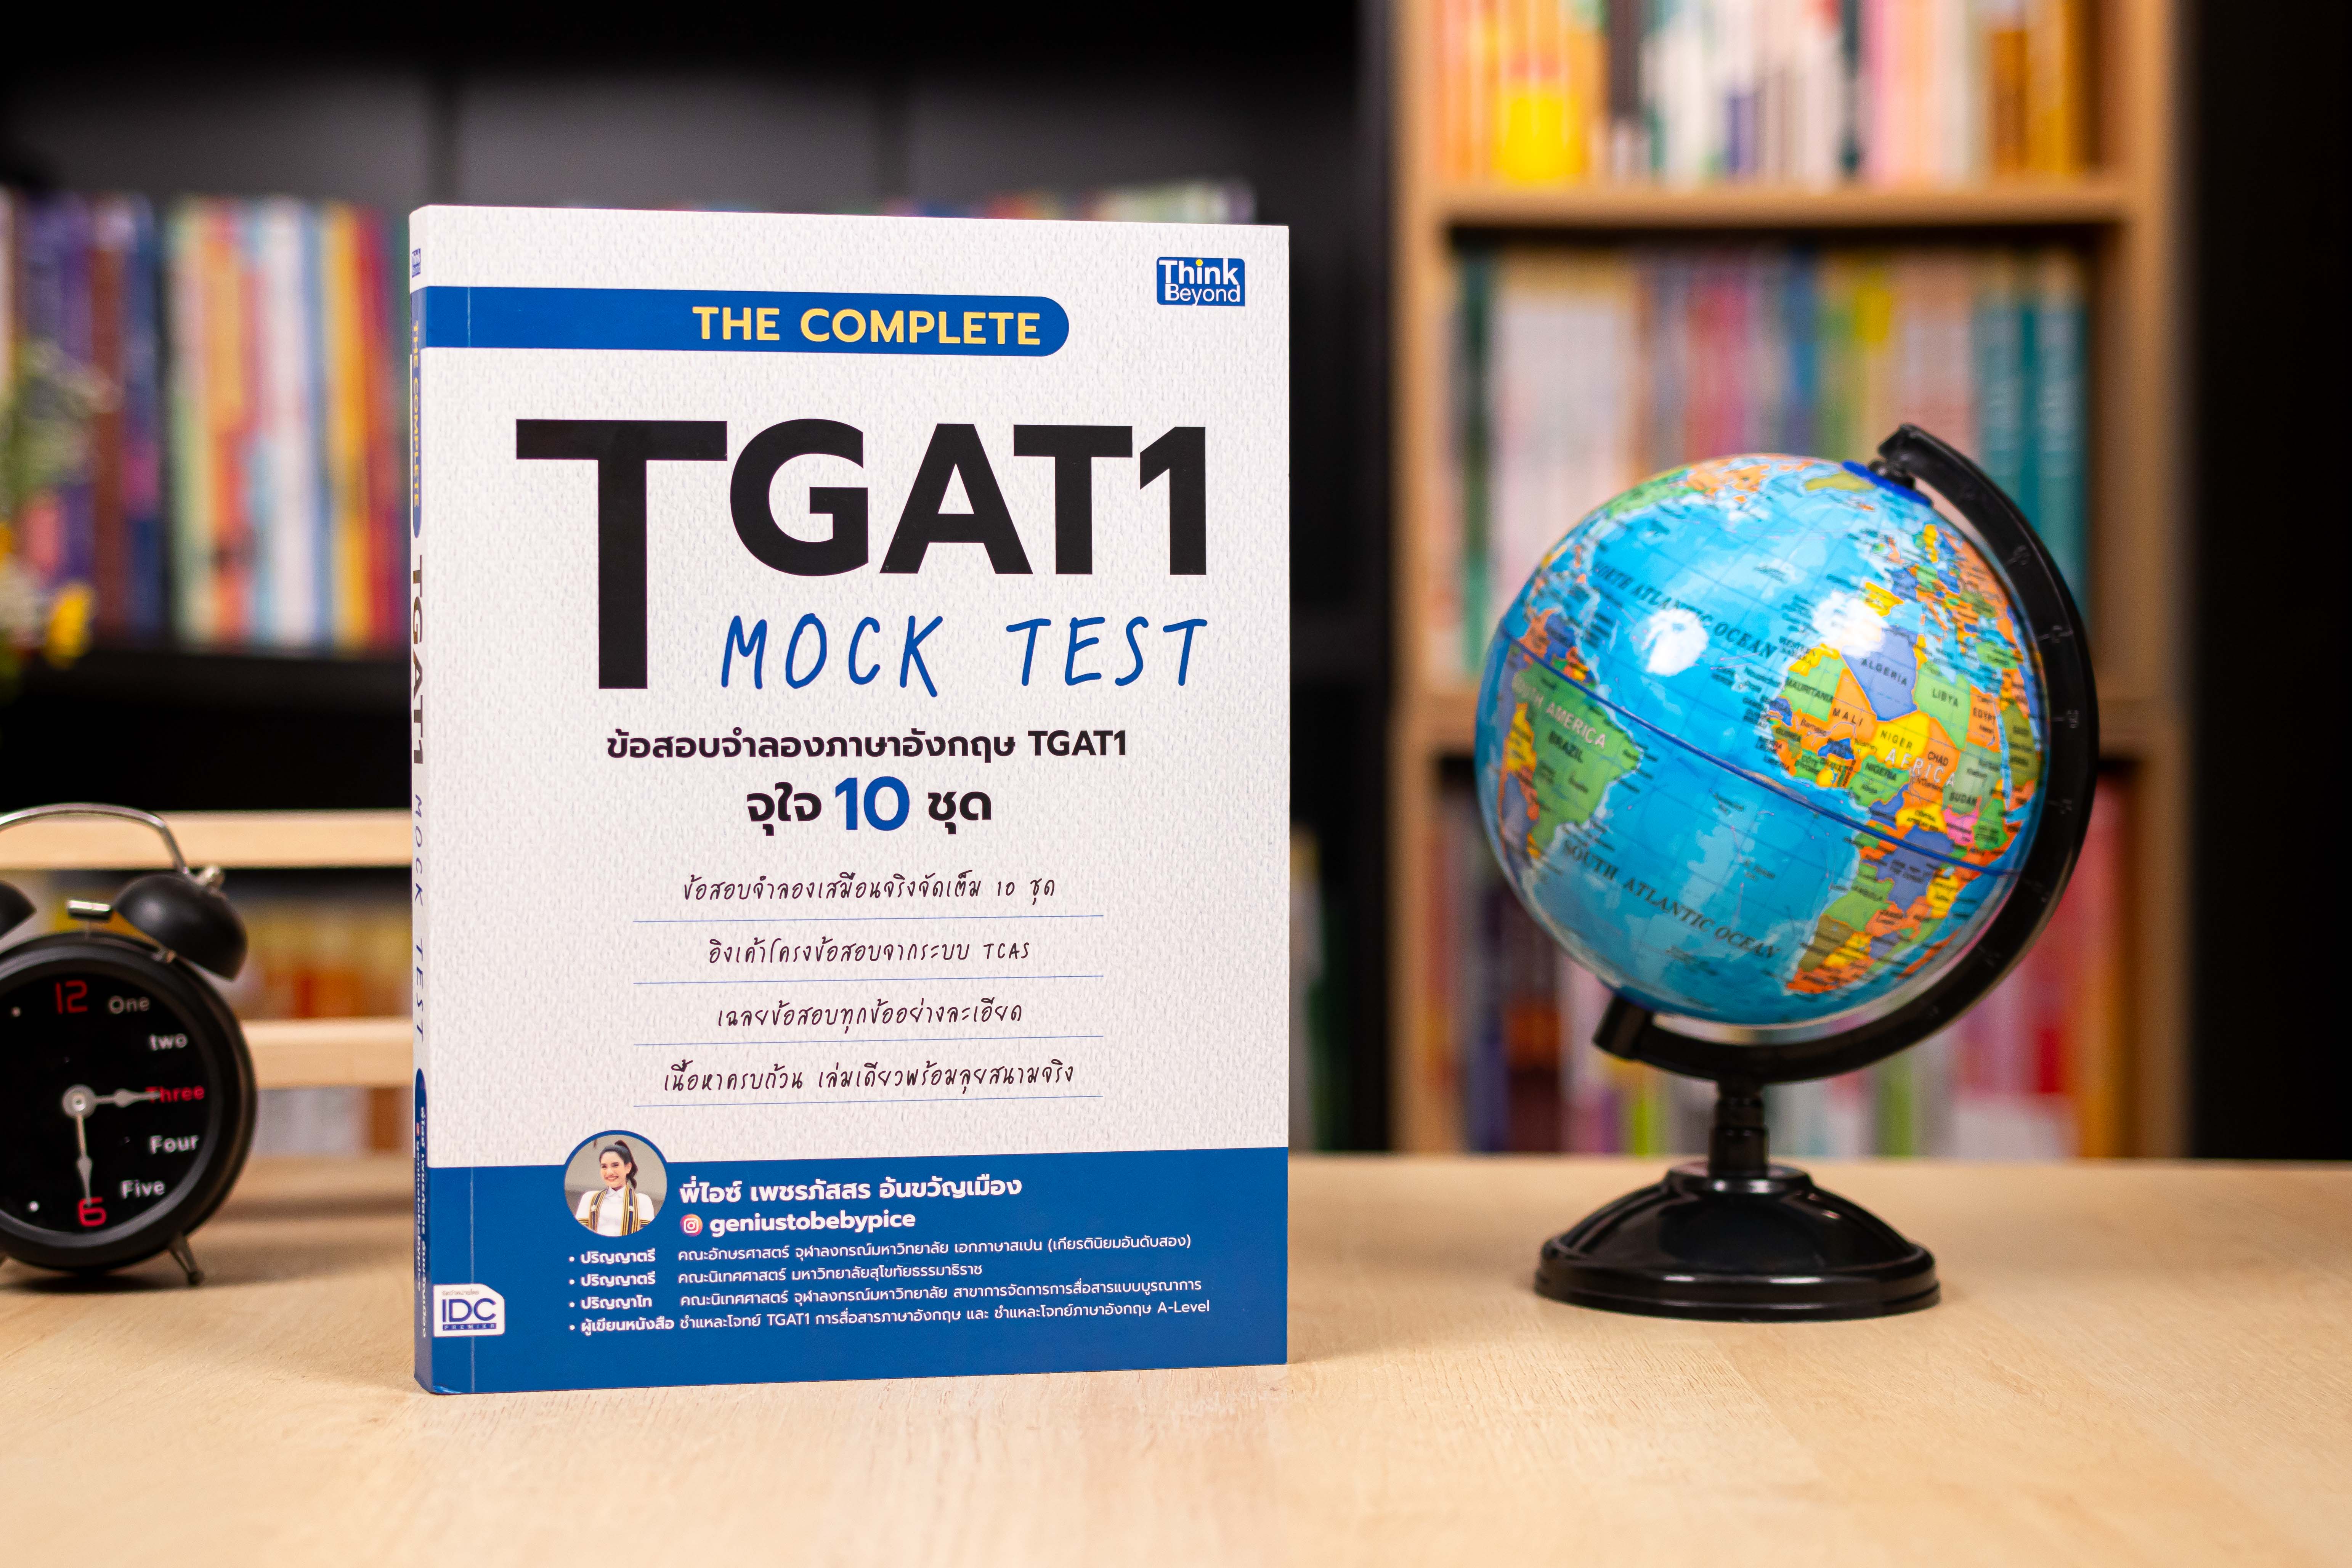 Think
Beyond
THE COMPLETE
TGAT1
MOCK TEST
ข้อสอบจำลองภาษาอังกฤษ TGAT1
จุใจ 10 ชุด
ข้อสอบจำลองเสมือนจริงจัดเต็ม 10 ชุด
อิงเค้าโครงข้อสอบจากระบบ TCAS
เฉลยข้อสอบทุกข้ออย่างละเอียด
เนื้อหาครบถ้วน เล่มเดียวพร้อมลุยสนามจริง
พี่ไอซ์ เพชรภัสสร อ้นขวัญเมือง
geniustobebypice
• ปริญญาตรี คณะอักษรศาสตร์ จุฬาลงกรณ์มหาวิทยาลัย เอกภาษาสเปน (เกียรตินิยมอันดับสอง)
• ปริญญาตรี คณะนิเทศศาสตร์ มหาวิทยาลัยสุโขทัยธรรมาธิราช
• ปริญญาโท คณะนิเทศศาสตร์ จุฬาลงกรณ์มหาวิทยาลัย สาขาการจัดการการสื่อสารแบบบูรณาการ
• ผู้เขียนหนังสือ ชำแหละโจทย์ TGAT1 การสื่อสารภาษาอังกฤษ และ ชำแหละโจทย์ภาษาอังกฤษ A-Level
IDC
PREMIER
THE COMPLETE TGAT1 MOCK TEST
12
One
two
Three
Four
Five
6
NORTH ATLANTIC OCEAN
SOUTH AMERICA
BRAZIL
SOUTH ATLANTIC OCEAN
ALGERIA
LIBYA
EGYPT
MAURITANIA
MALI
NIGER
CHAD
SUDAN
NIGERIA
AFRICA